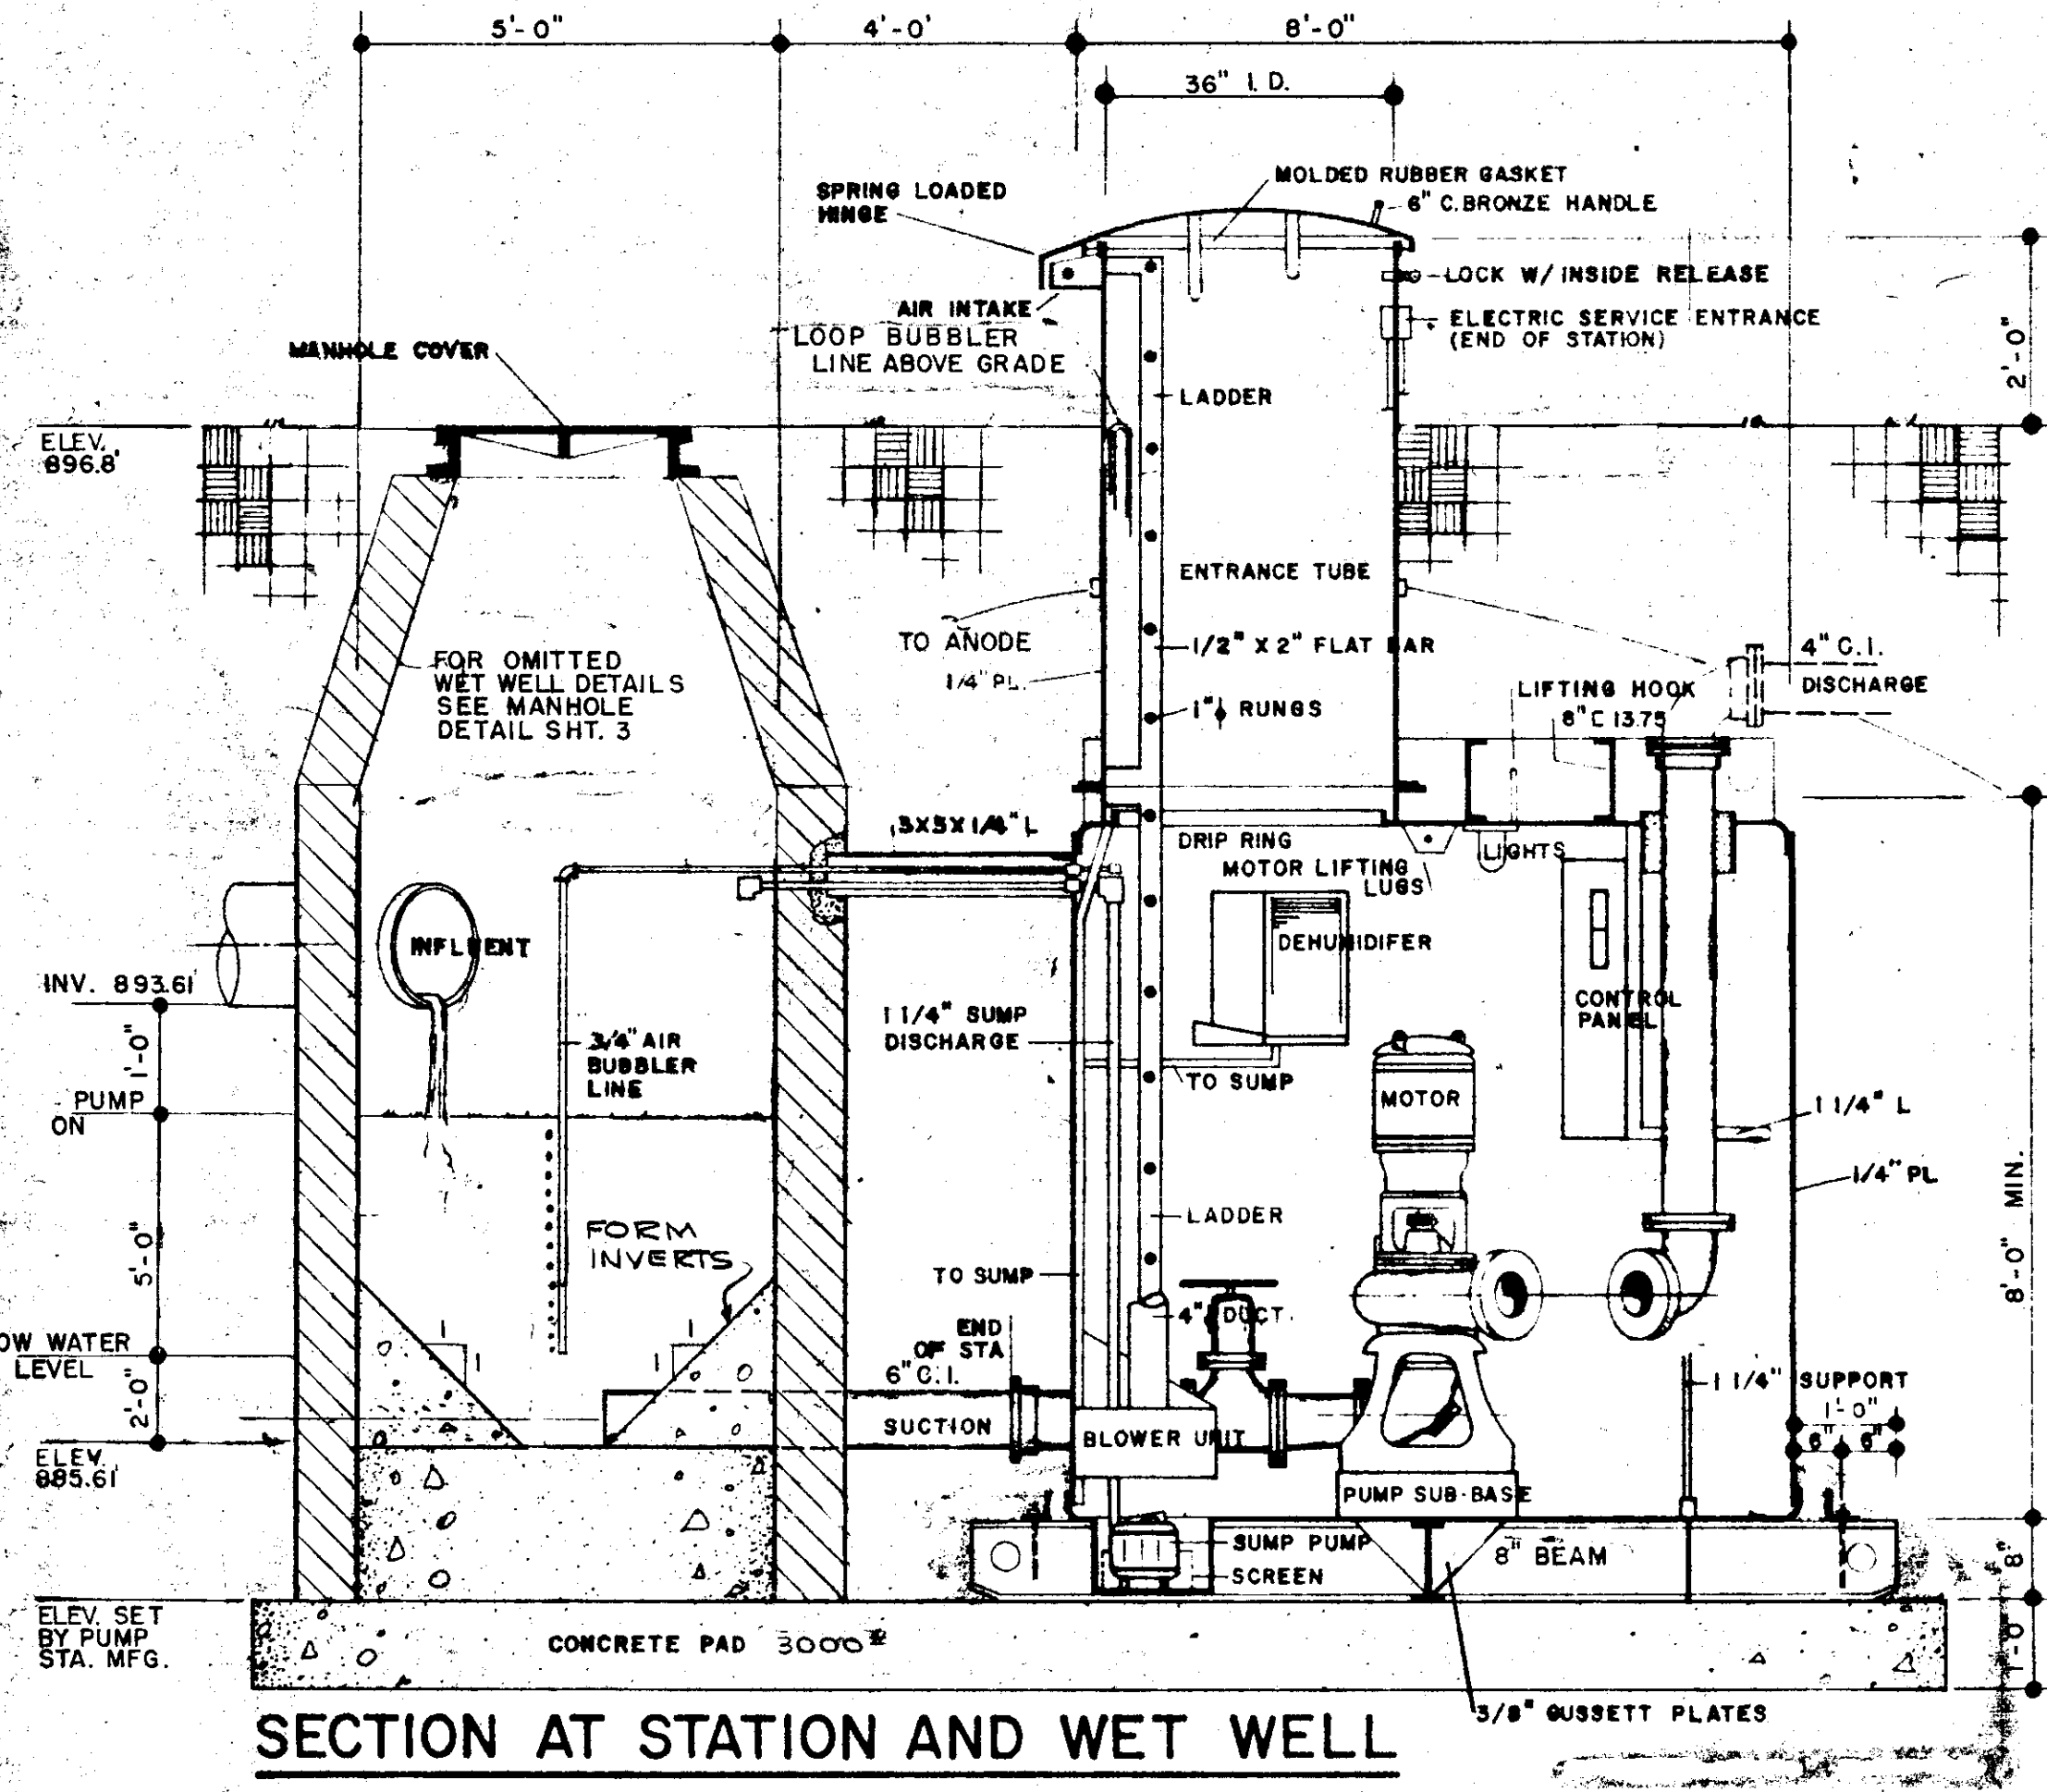 5'-0"
4'-0'
8'-0"
36" I.D.
MOLDED RUBBER GASKET
6" C.BRONZE HANDLE
SPRING LOADED
HINGE
LOCK W/ INSIDE RELEASE
AIR INTAKE
ELECTRIC SERVICE ENTRANCE
(END OF STATION)
LOOP BUBBLER
LINE ABOVE GRADE
2'-0"
MANHOLE COVER
LADDER
ELEV.
896.8'
ENTRANCE TUBE
TO ANODE
1/4" PL.
1/2" X 2" FLAT BAR
1"ɸ RUNGS
4" C.I.
DISCHARGE
LIFTING HOOK
8" C 13.75
FOR OMITTED
WET WELL DETAILS
SEE MANHOLE
DETAIL SHT. 3
3X3X1/4" L
DRIP RING
MOTOR LIFTING
LUGS
LIGHTS
INFLUENT
DEHUMIDIFER
INV. 893.61
CONTROL
PANEL
1 1/4" SUMP
DISCHARGE
3/4" AIR
BUBBLER
LINE
1'-0"
TO SUMP
MOTOR
PUMP
ON
1 1/4" L
1/4" PL
8'-0" MIN.
5'-0"
FORM
INVERTS
LADDER
TO SUMP
4" DUCT.
END
OF STA
1
1
1
1
OW WATER
LEVEL
6" C.I.
SUCTION
1 1/4" SUPPORT
1'-0"
6"
6"
2'-0"
BLOWER UNIT
ELEV.
885.61
PUMP SUB-BASE
SUMP PUMP
SCREEN
8" BEAM
8"
ELEV. SET
BY PUMP
STA. MFG.
CONCRETE PAD 3000#
1'-0"
3/8" GUSSETT PLATES
SECTION AT STATION AND WET WELL